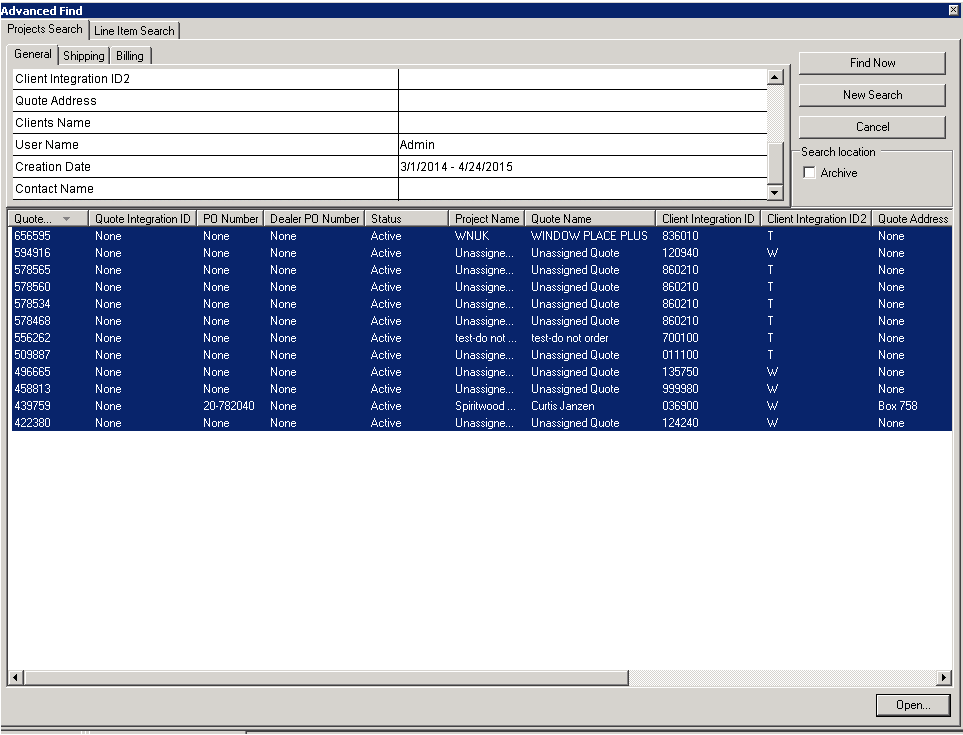 Advanced Find
Projects Search Line Item Search
General Shipping Billing
Find Now
New Search
Cancel
Search location
Archive
Client Integration ID2
Quote Address
Clients Name
User Name Admin
Creation Date 3/1/2014 - 4/24/2015
Contact Name
Quote... Quote Integration ID PO Number Dealer PO Number Status Project Name Quote Name Client Integration ID Client Integration ID2 Quote Address
656595 None None None Active WNUK WINDOW PLACE PLUS 836010 T None
594916 None None None Active Unassigne... Unassigned Quote 120940 W None
578565 None None None Active Unassigne... Unassigned Quote 860210 T None
578560 None None None Active Unassigne... Unassigned Quote 860210 T None
578534 None None None Active Unassigne... Unassigned Quote 860210 T None
578468 None None None Active Unassigne... Unassigned Quote 860210 T None
556262 None None None Active test-do not ... test-do not order 700100 T None
509887 None None None Active Unassigne... Unassigned Quote 011100 T None
496665 None None None Active Unassigne... Unassigned Quote 135750 W None
458813 None None None Active Unassigne... Unassigned Quote 999980 W None
439759 None 20-782040 None Active Spiritwood ... Curtis Janzen 036900 W Box 758
422380 None None None Active Unassigne... Unassigned Quote 124240 W None
Open...